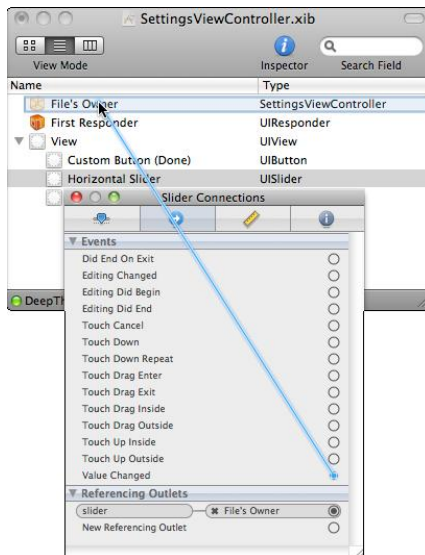 SettingsViewController.xib
View Mode
Inspector
Search Field
Name Type
File's Owner SettingsViewController
First Responder UIResponder
View UIView
Custom Button (Done) UIButton
Horizontal Slider UISlider
Slider Connections
Events
Did End On Exit
Editing Changed
Editing Did Begin
Editing Did End
Touch Cancel
Touch Down
Touch Down Repeat
Touch Drag Enter
Touch Drag Exit
Touch Drag Inside
Touch Drag Outside
Touch Up Inside
Touch Up Outside
Value Changed
Referencing Outlets
slider File's Owner
New Referencing Outlet